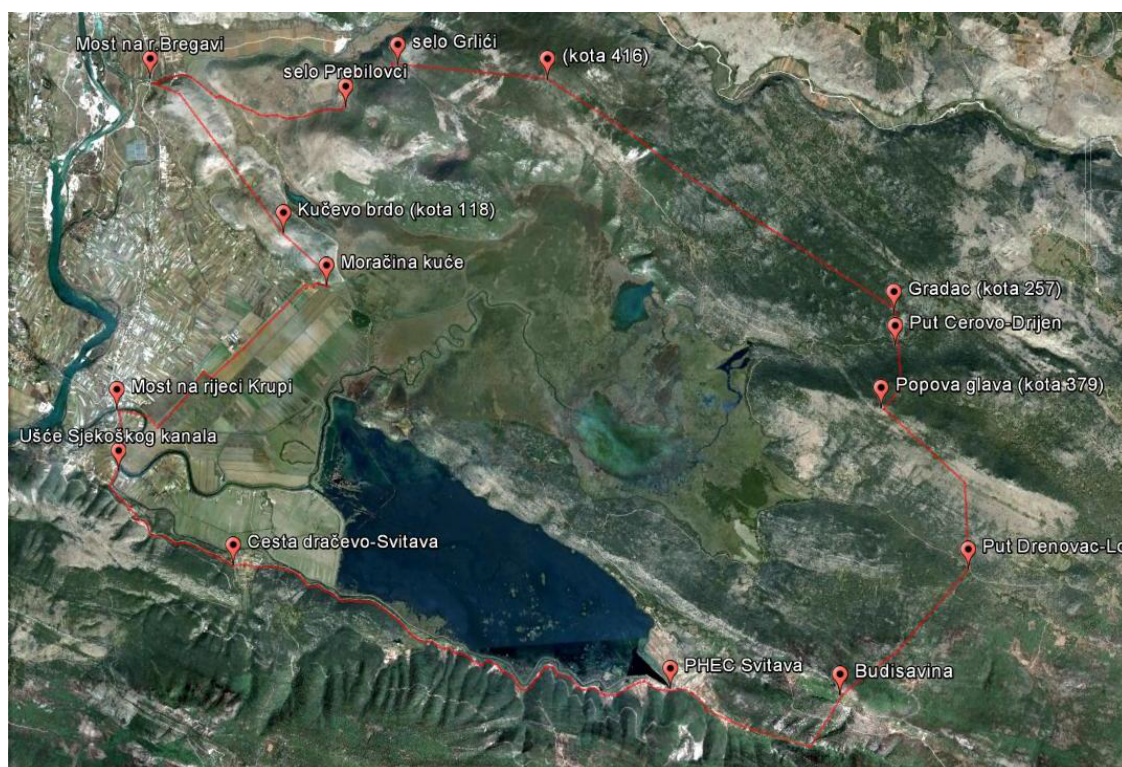 Most na r.Bregavi
selo Grlići
(kota 416)
selo Prebilovci
Kučevo brdo (kota 118)
Moračina kuće
Gradac (kota 257)
Put Cerovo-Drijen
Most na rijeci Krupi
Popova glava (kota 379)
Ušće Sjekoškog kanala
Cesta dračevo-Svitava
Put Drenovac-Lo
PHEC Svitava
Budisavina